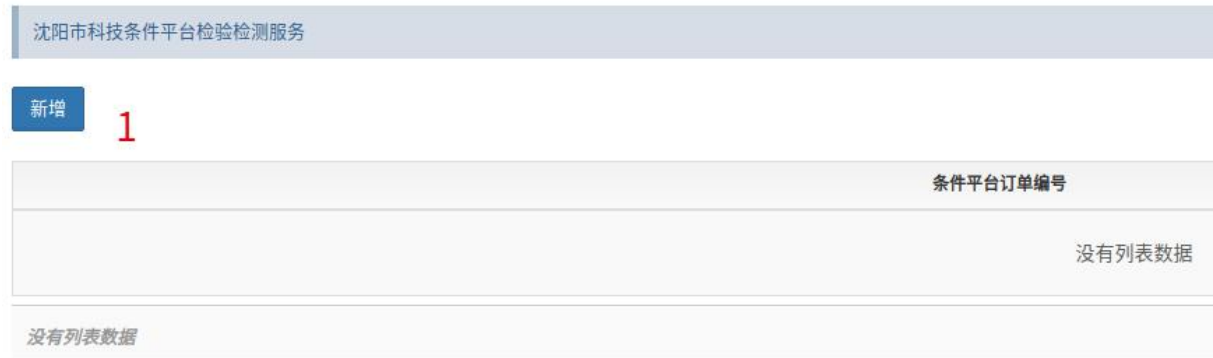 沈阳市科技条件平台检验检测服务
新增
1
条件平台订单编号
没有列表数据
没有列表数据